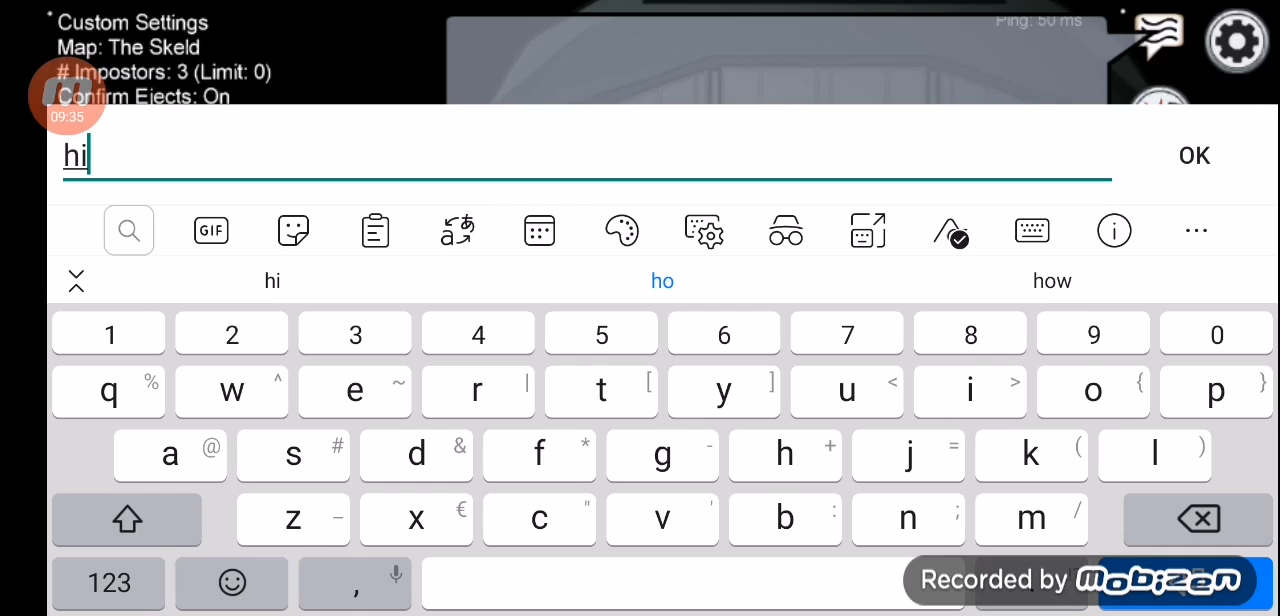 Custom Settings
Ping: 50 ms
Map: The Skeld
# Impostors: 3 (Limit: 0)
Confirm Ejects: On
09:35
hi
OK
GIF
hi ho how
1 2 3 4 5 6 7 8 9 0
q % w ^ e ~ r | t [ y ] u < i > o { p }
a @ s # d & f * g - h + j = k ( l )
z _ x € c " v ' b : n ; m /
123 ,
Recorded by mobizen